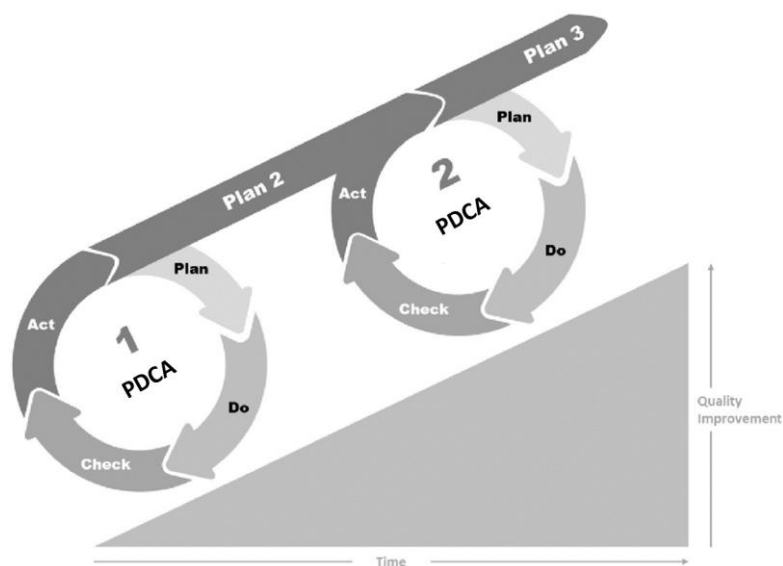 Plan 3
Plan
2
PDCA
Act
Do
Check
Plan 2
Plan
1
PDCA
Act
Do
Check
Quality
Improvement
Time